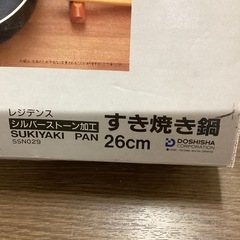 レジデンス
シルバーストーン加工
SUKIYAKI PAN
SSN029
すき焼き鍋
26cm
DOSHISHA
CORPORATION